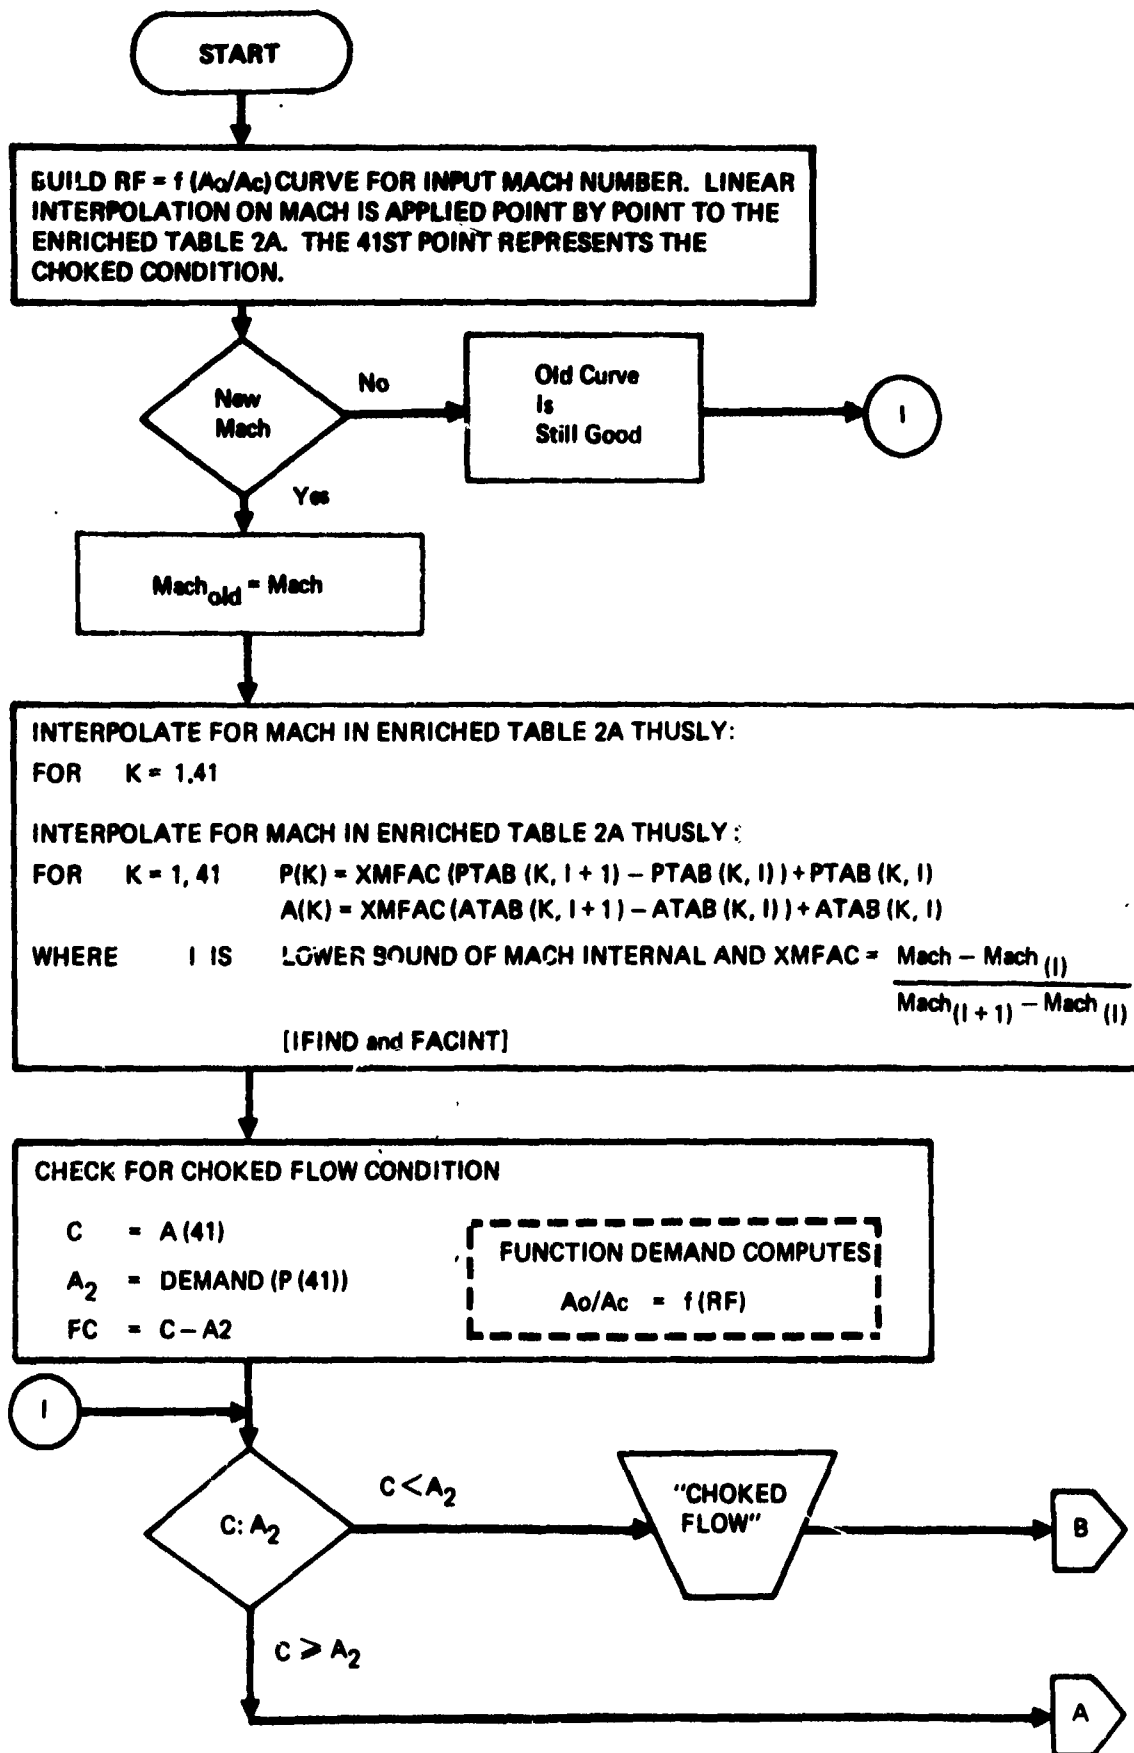 START
BUILD RF = f (Ao/Ac) CURVE FOR INPUT MACH NUMBER. LINEAR
INTERPOLATION ON MACH IS APPLIED POINT BY POINT TO THE
ENRICHED TABLE 2A. THE 41ST POINT REPRESENTS THE
CHOKED CONDITION.
New
Mach
No
Old Curve
Is
Still Good
I
Yes
Mach_old = Mach
INTERPOLATE FOR MACH IN ENRICHED TABLE 2A THUSLY:
FOR K = 1,41
INTERPOLATE FOR MACH IN ENRICHED TABLE 2A THUSLY:
FOR K = 1, 41 P(K) = XMFAC (PTAB (K, I + 1) – PTAB (K, I)) + PTAB (K, I)
A(K) = XMFAC (ATAB (K, I+1) – ATAB (K, I)) + ATAB (K, I)
WHERE I IS LOWER BOUND OF MACH INTERNAL AND XMFAC = Mach – Mach (I)
Mach(I + 1) – Mach (I)
[IFIND and FACINT]
CHECK FOR CHOKED FLOW CONDITION
C = A (41)
A2 = DEMAND (P (41))
FC = C – A2
FUNCTION DEMAND COMPUTES
Ao/Ac = f (RF)
I
C: A2
C < A2
"CHOKED
FLOW"
B
C ⩾ A2
A